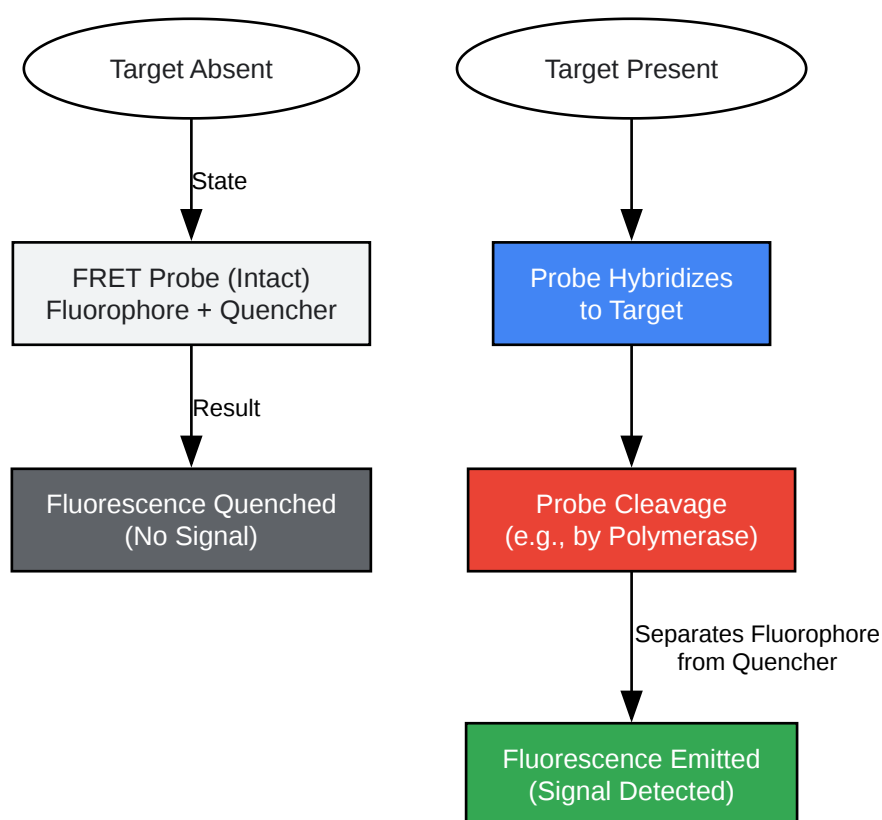 Target Absent
State
FRET Probe (Intact)
Fluorophore + Quencher
Result
Fluorescence Quenched
(No Signal)
Target Present
Probe Hybridizes
to Target
Probe Cleavage
(e.g., by Polymerase)
Separates Fluorophore
from Quencher
Fluorescence Emitted
(Signal Detected)